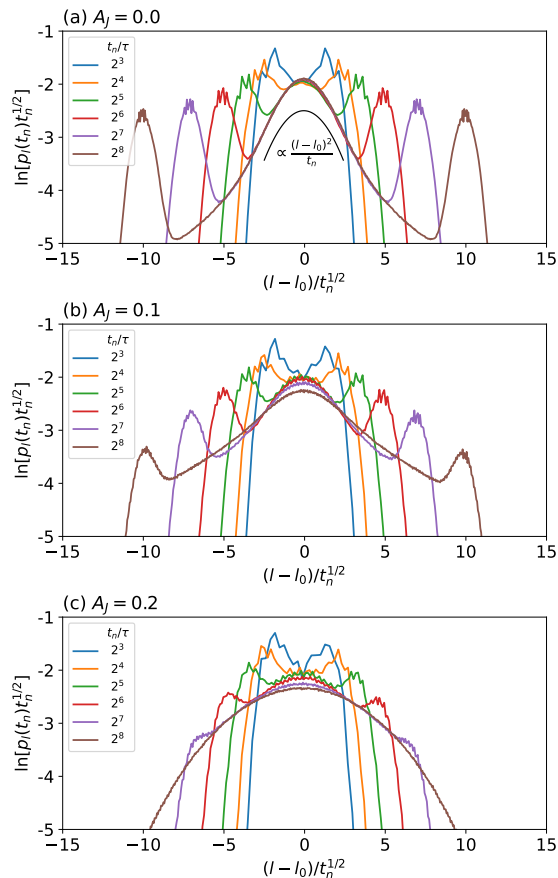 (a) A_J = 0.0
-1
-2
-3
-4
-5
ln[p_l(t_n)t_n^{1/2}]
t_n/τ
2^3
2^4
2^5
2^6
2^7
2^8
∝ (l − l_0)^2 / t_n
−15 −10 −5 0 5 10 15
(l − l_0)/t_n^{1/2}
(b) A_J = 0.1
-1
-2
-3
-4
-5
ln[p_l(t_n)t_n^{1/2}]
t_n/τ
2^3
2^4
2^5
2^6
2^7
2^8
−15 −10 −5 0 5 10 15
(l − l_0)/t_n^{1/2}
(c) A_J = 0.2
-1
-2
-3
-4
-5
ln[p_l(t_n)t_n^{1/2}]
t_n/τ
2^3
2^4
2^5
2^6
2^7
2^8
−15 −10 −5 0 5 10 15
(l − l_0)/t_n^{1/2}